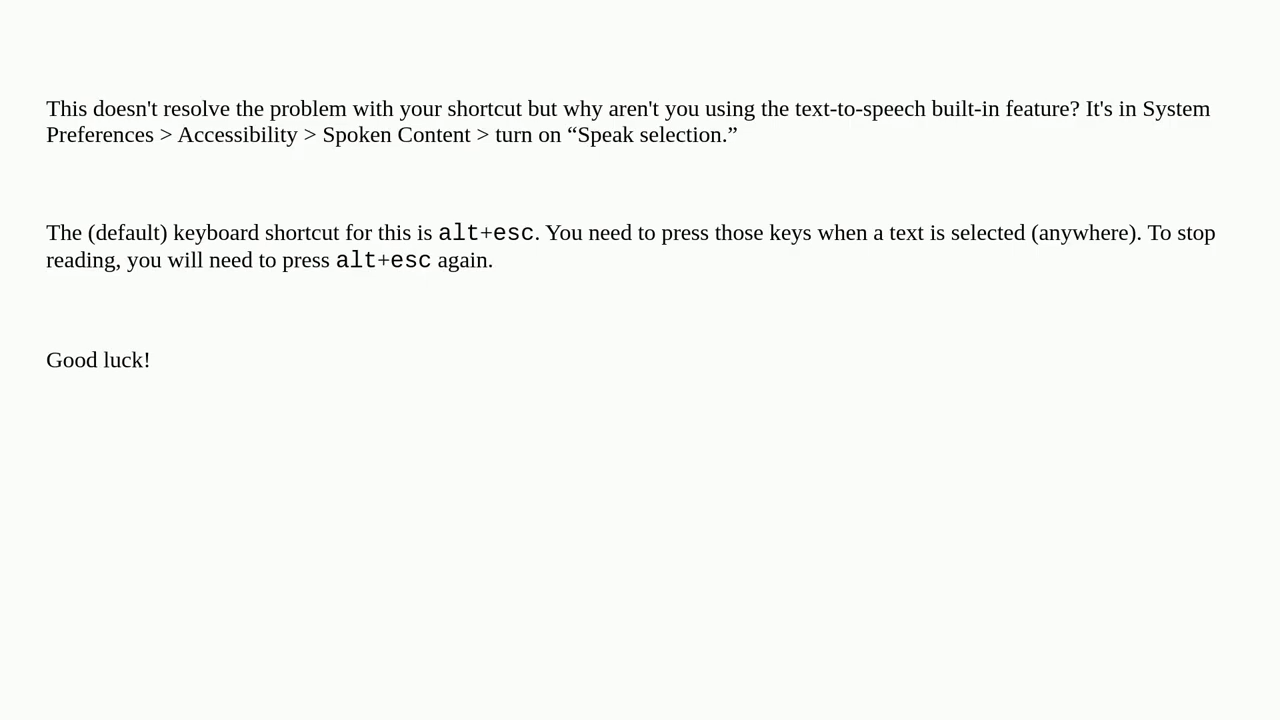 This doesn't resolve the problem with your shortcut but why aren't you using the text-to-speech built-in feature? It's in System
Preferences > Accessibility > Spoken Content > turn on “Speak selection.”
The (default) keyboard shortcut for this is alt+esc. You need to press those keys when a text is selected (anywhere). To stop
reading, you will need to press alt+esc again.
Good luck!